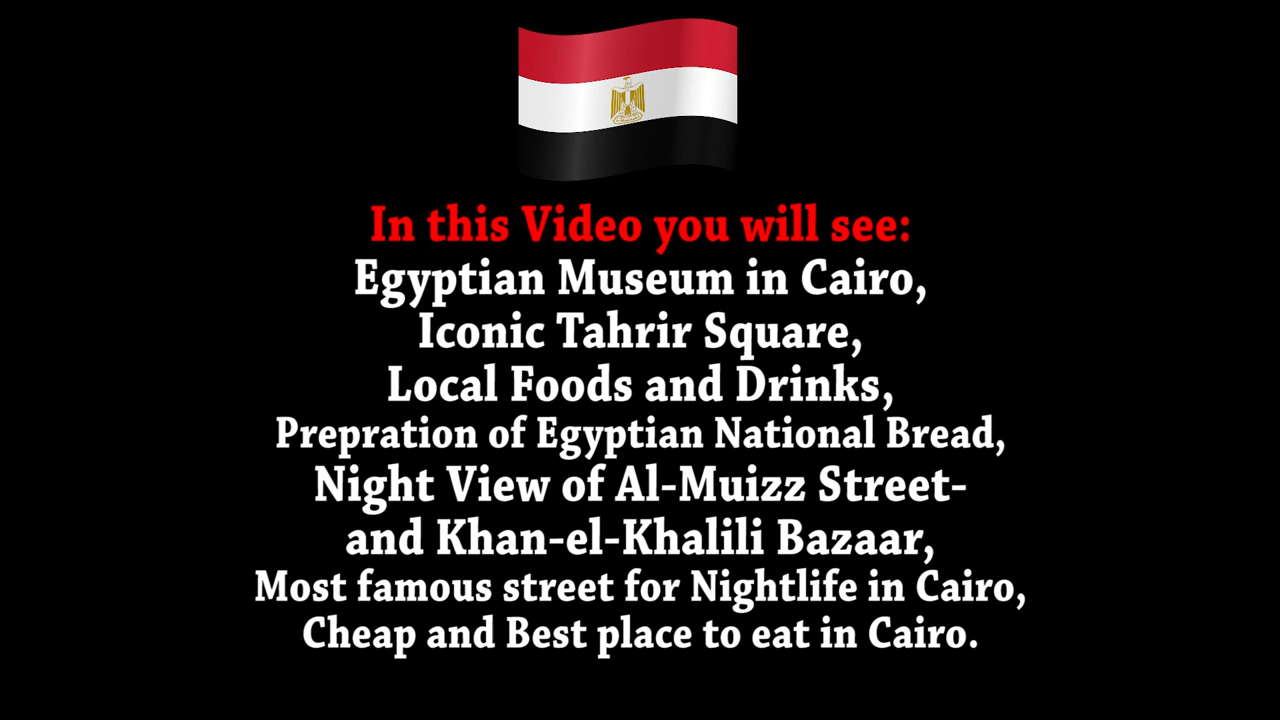 In this Video you will see:
Egyptian Museum in Cairo,
Iconic Tahrir Square,
Local Foods and Drinks,
Prepration of Egyptian National Bread,
Night View of Al-Muizz Street-
and Khan-el-Khalili Bazaar,
Most famous street for Nightlife in Cairo,
Cheap and Best place to eat in Cairo.